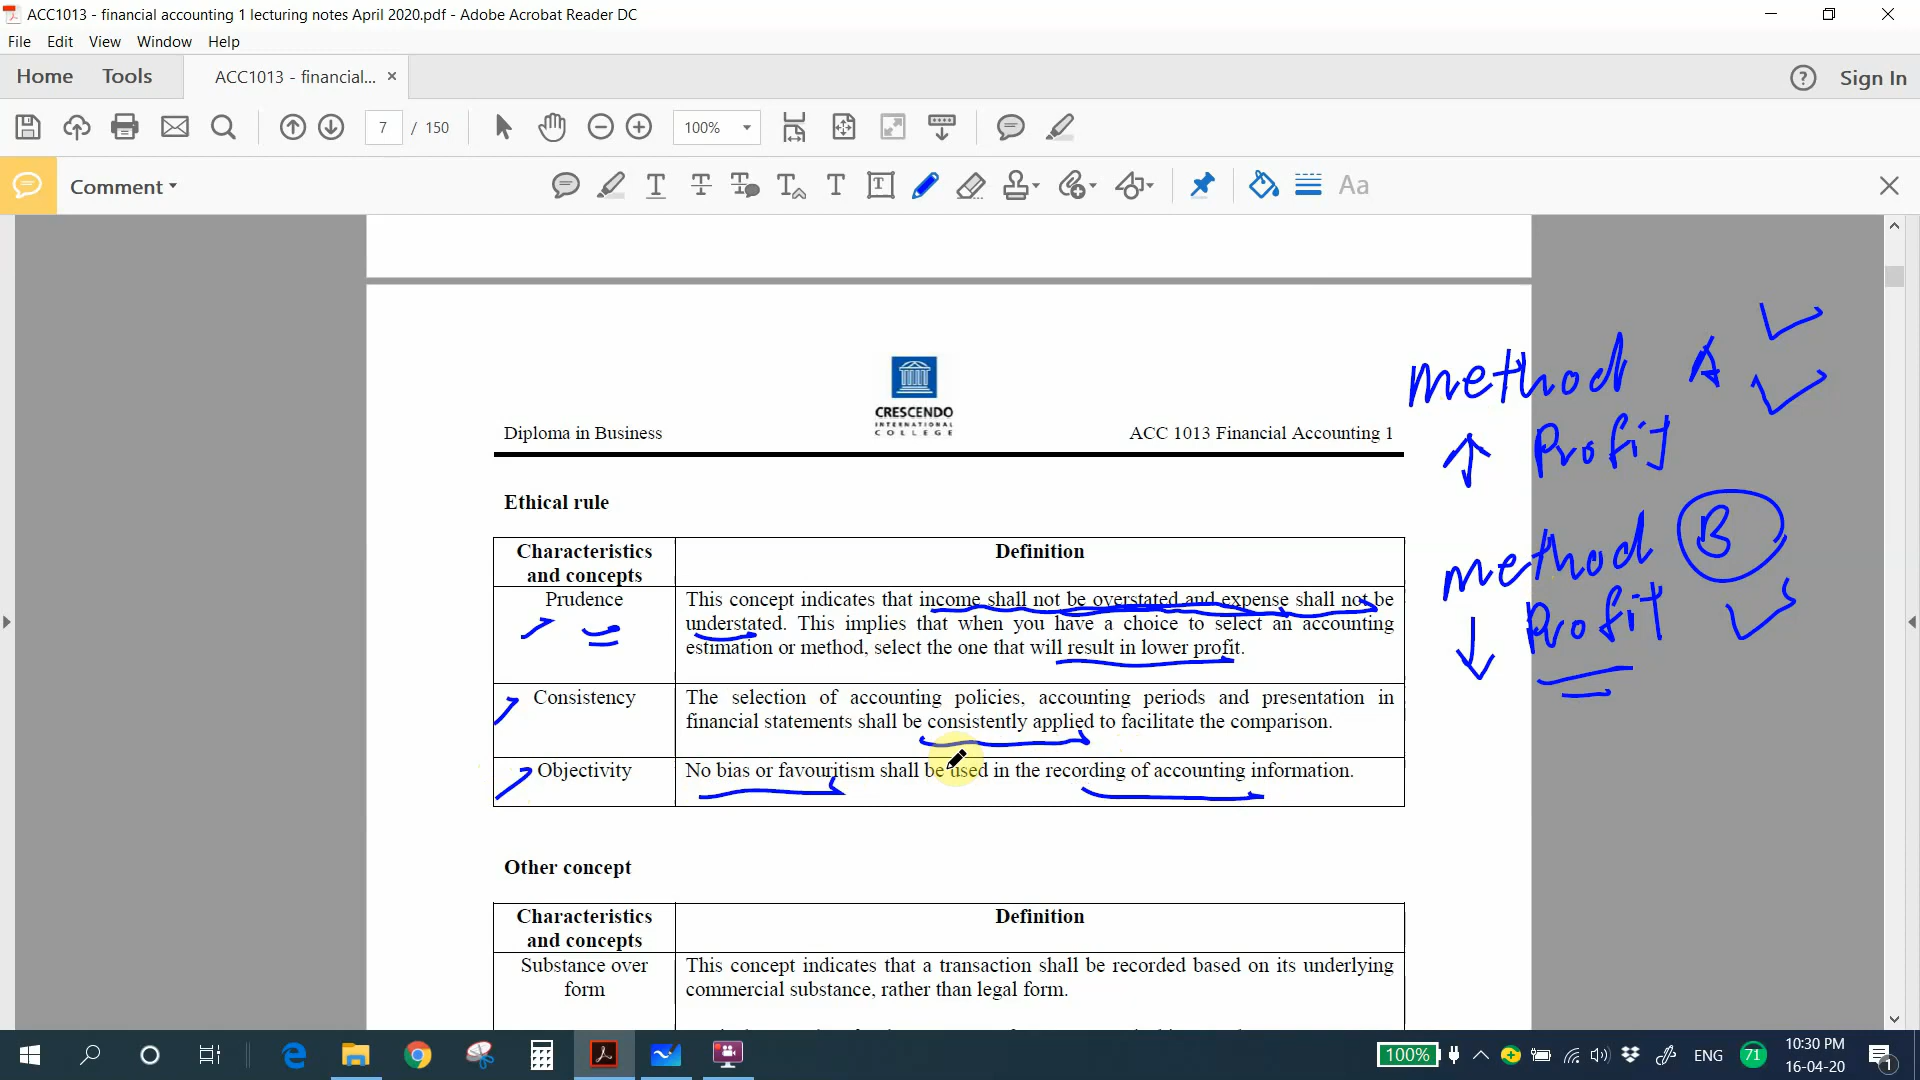 ACC1013 - financial accounting 1 lecturing notes April 2020.pdf - Adobe Acrobat Reader DC
File Edit View Window Help
Home Tools ACC1013 - financial... × ? Sign In
7 / 150 100%
Comment T T T T T Aa
CRESCENDO
INTERNATIONAL
COLLEGE
Diploma in Business ACC 1013 Financial Accounting 1
method A
↑ Profit
method B
↓ Profit
Ethical rule
Characteristics and concepts Definition
Prudence This concept indicates that income shall not be overstated and expense shall not be
understated. This implies that when you have a choice to select an accounting
estimation or method, select the one that will result in lower profit.
Consistency The selection of accounting policies, accounting periods and presentation in
financial statements shall be consistently applied to facilitate the comparison.
Objectivity No bias or favouritism shall be used in the recording of accounting information.
Other concept
Characteristics and concepts Definition
Substance over form This concept indicates that a transaction shall be recorded based on its underlying
commercial substance, rather than legal form.
100% ENG 71 10:30 PM
16-04-20 1